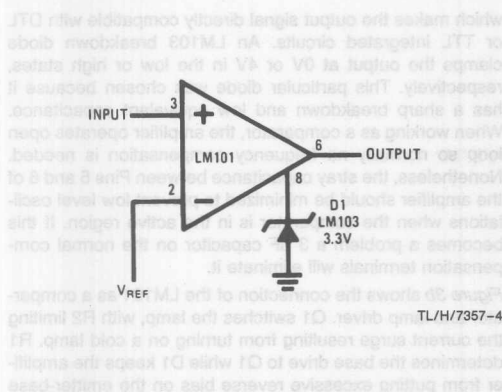 which makes the output signal directly compatible with DTL
or TTL integrated circuits. An LM103 breakdown diode
clamps the output at 0V or 4V in the low or high states,
respectively. This particular diode was chosen because it
has a sharp breakdown and low equivalent capacitance.
When working as a comparator, the amplifier operates open
loop so normally no frequency compensation is needed.
Nonetheless, the stray capacitance between Pins 5 and 6 of
the amplifier should be minimized to prevent low level oscil-
lations when the comparator is in the active region. If this
becomes a problem a 3 pF capacitor on the normal com-
pensation terminals will eliminate it.
Figure 3b shows the connection of the LM101 as a compar-
lamp driver. Q1 switches the lamp, with R2 limiting
the current surge resulting from turning on a cold lamp. R1
determines the base drive to Q1 while D1 keeps the amplifi-
from putting excessive reverse bias on the emitter-base
INPUT
3
+
LM101
6
OUTPUT
2
−
8
D1
LM103
3.3V
VREF
TL/H/7357–4